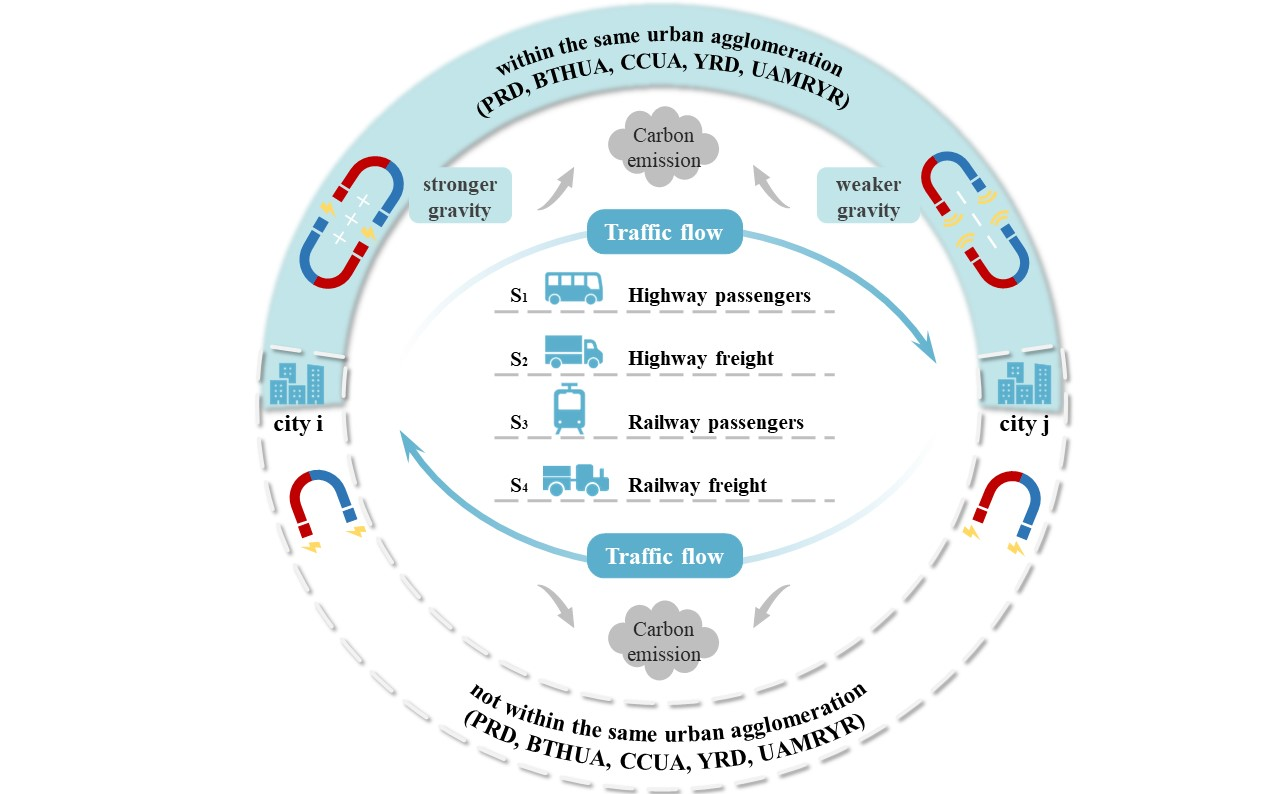 within the same urban agglomeration
(PRD, BTHUA, CCUA, YRD, UAMRYR)
Carbon
emission
stronger
gravity
weaker
gravity
Traffic flow
S1 Highway passengers
S2 Highway freight
S3 Railway passengers
S4 Railway freight
city i
city j
Traffic flow
Carbon
emission
not within the same urban agglomeration
(PRD, BTHUA, CCUA, YRD, UAMRYR)